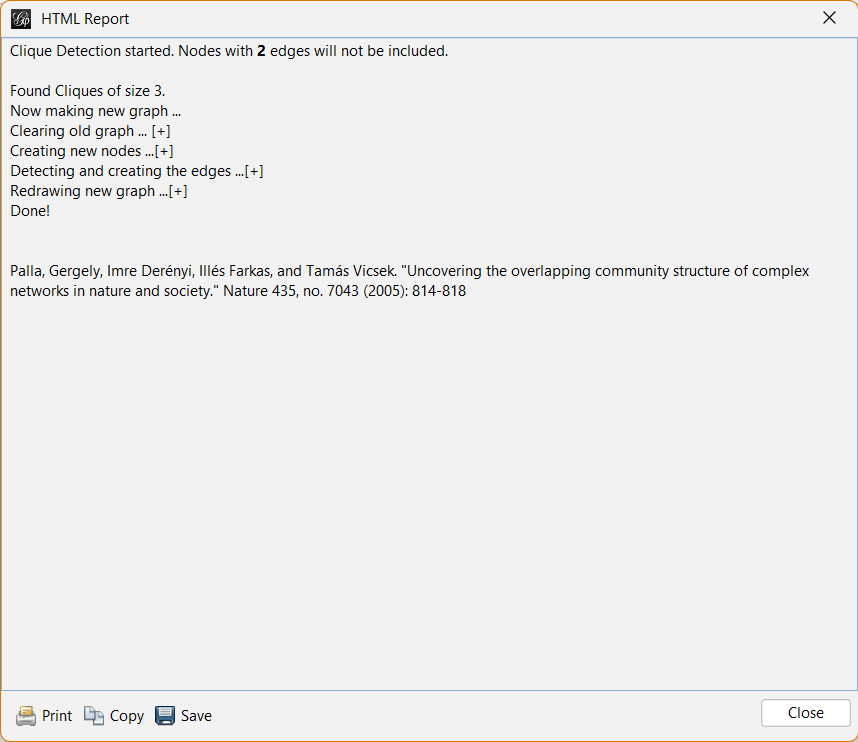 HTML Report
Clique Detection started. Nodes with 2 edges will not be included.
Found Cliques of size 3.
Now making new graph ...
Clearing old graph ... [+]
Creating new nodes ...[+]
Detecting and creating the edges ...[+]
Redrawing new graph ...[+]
Done!
Palla, Gergely, Imre Derényi, Illés Farkas, and Tamás Vicsek. "Uncovering the overlapping community structure of complex
networks in nature and society." Nature 435, no. 7043 (2005): 814-818
Print Copy Save Close